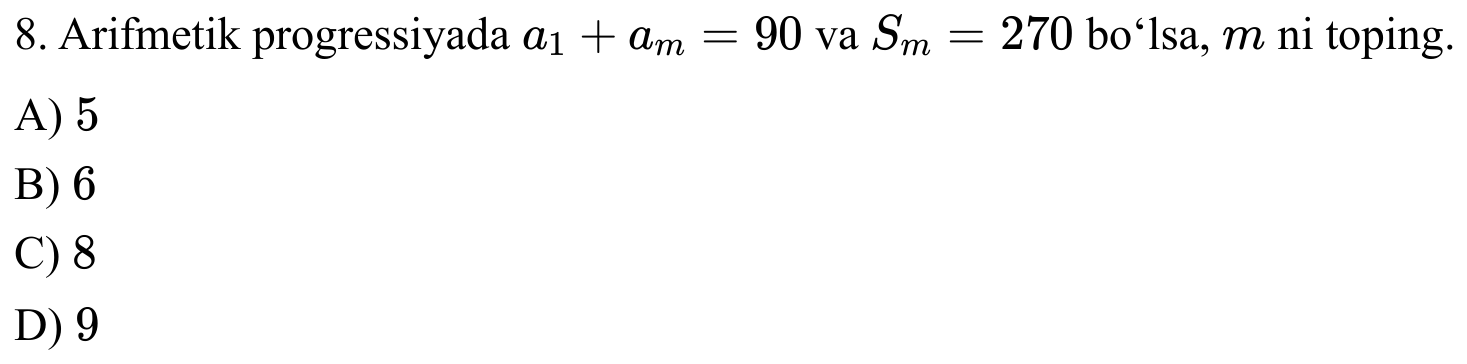 8. Arifmetik progressiyada a₁ + aₘ = 90 va Sₘ = 270 bo‘lsa, m ni toping.
A) 5
B) 6
C) 8
D) 9